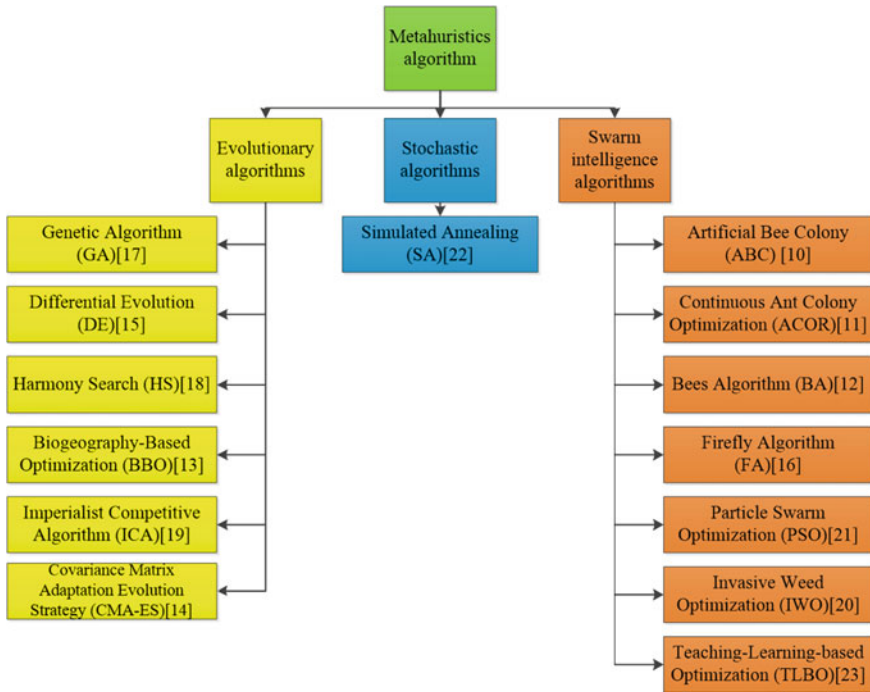 Metahuristics
algorithm
Evolutionary
algorithms
Stochastic
algorithms
Swarm
intelligence
algorithms
Genetic Algorithm
(GA)[17]
Differential Evolution
(DE)[15]
Harmony Search (HS)[18]
Biogeography-Based
Optimization (BBO)[13]
Imperialist Competitive
Algorithm (ICA)[19]
Covariance Matrix
Adaptation Evolution
Strategy (CMA-ES)[14]
Simulated Annealing
(SA)[22]
Artificial Bee Colony
(ABC) [10]
Continuous Ant Colony
Optimization (ACOR)[11]
Bees Algorithm (BA)[12]
Firefly Algorithm
(FA)[16]
Particle Swarm
Optimization (PSO)[21]
Invasive Weed
Optimization (IWO)[20]
Teaching-Learning-based
Optimization (TLBO)[23]